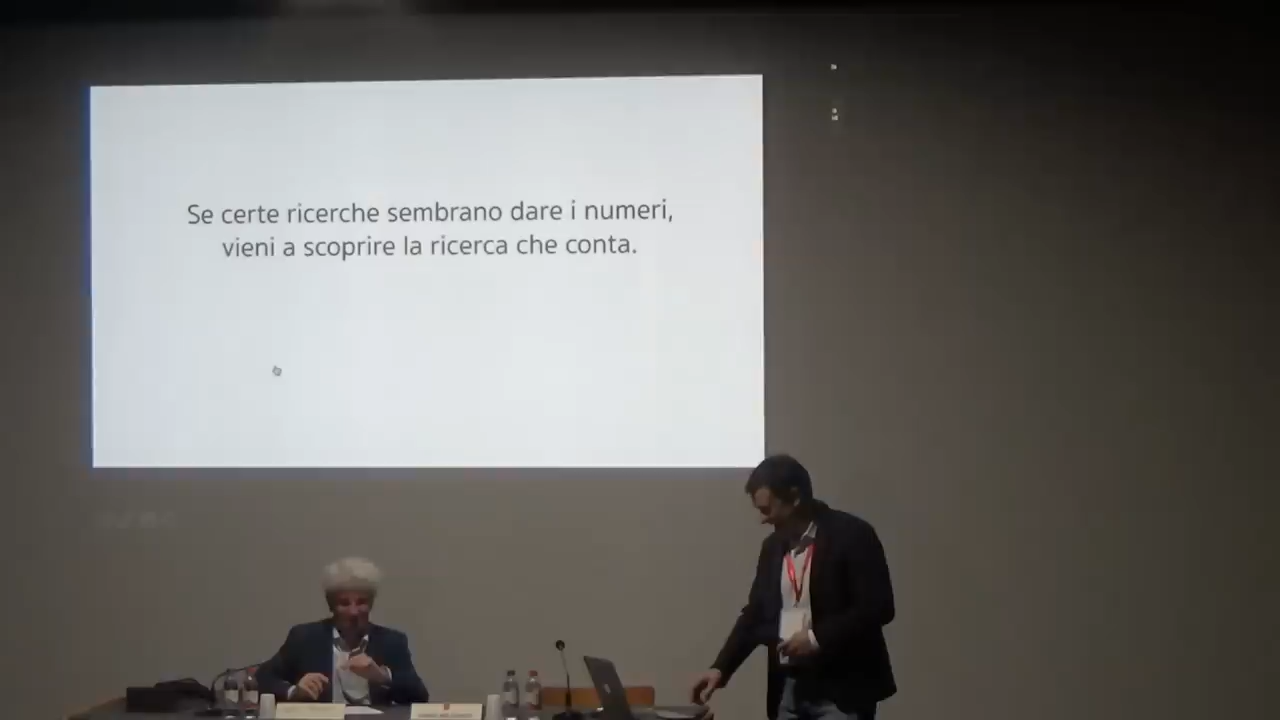 Se certe ricerche sembrano dare i numeri,
vieni a scoprire la ricerca che conta.